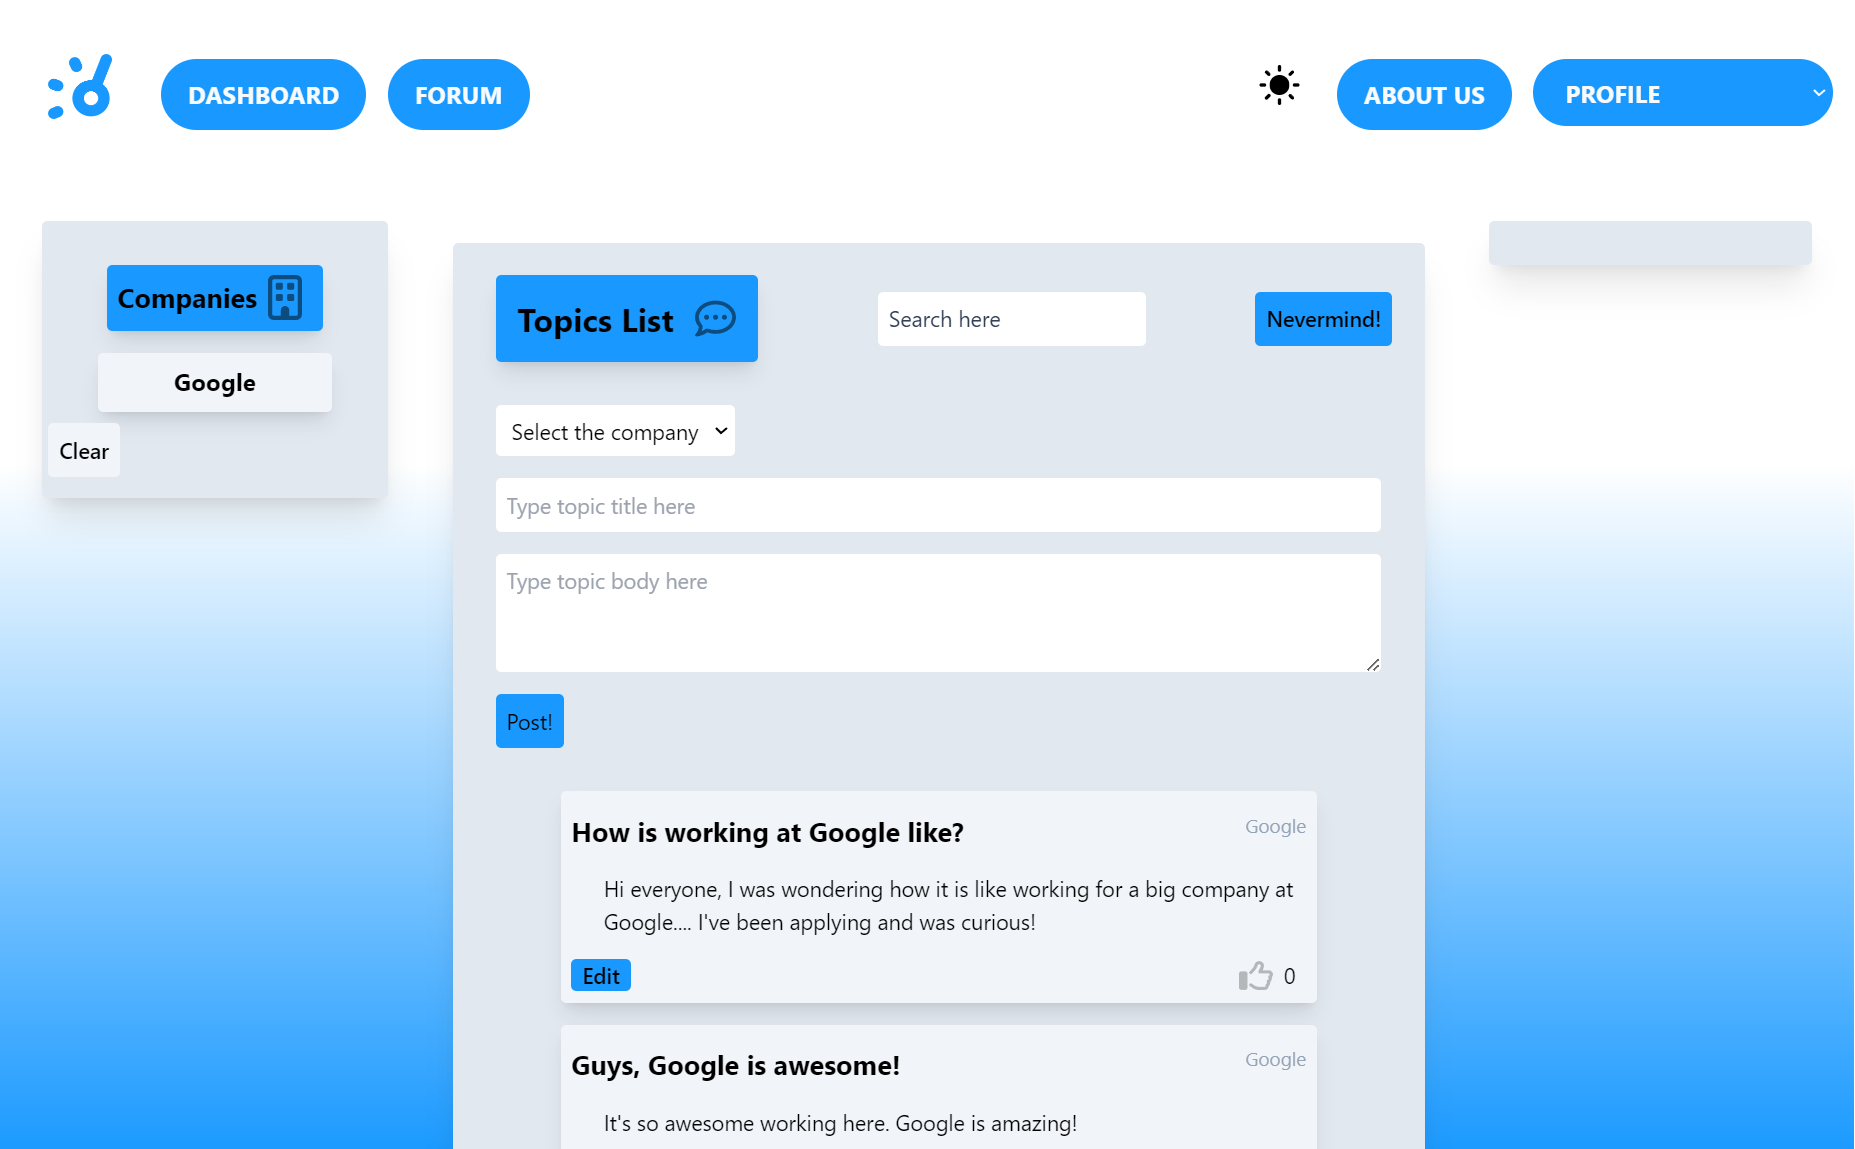 DASHBOARD
FORUM
ABOUT US
PROFILE
Companies
Google
Clear
Topics List
Search here
Nevermind!
Select the company
Type topic title here
Type topic body here
Post!
How is working at Google like?
Google
Hi everyone, I was wondering how it is like working for a big company at
Google.... I've been applying and was curious!
Edit
0
Guys, Google is awesome!
Google
It's so awesome working here. Google is amazing!